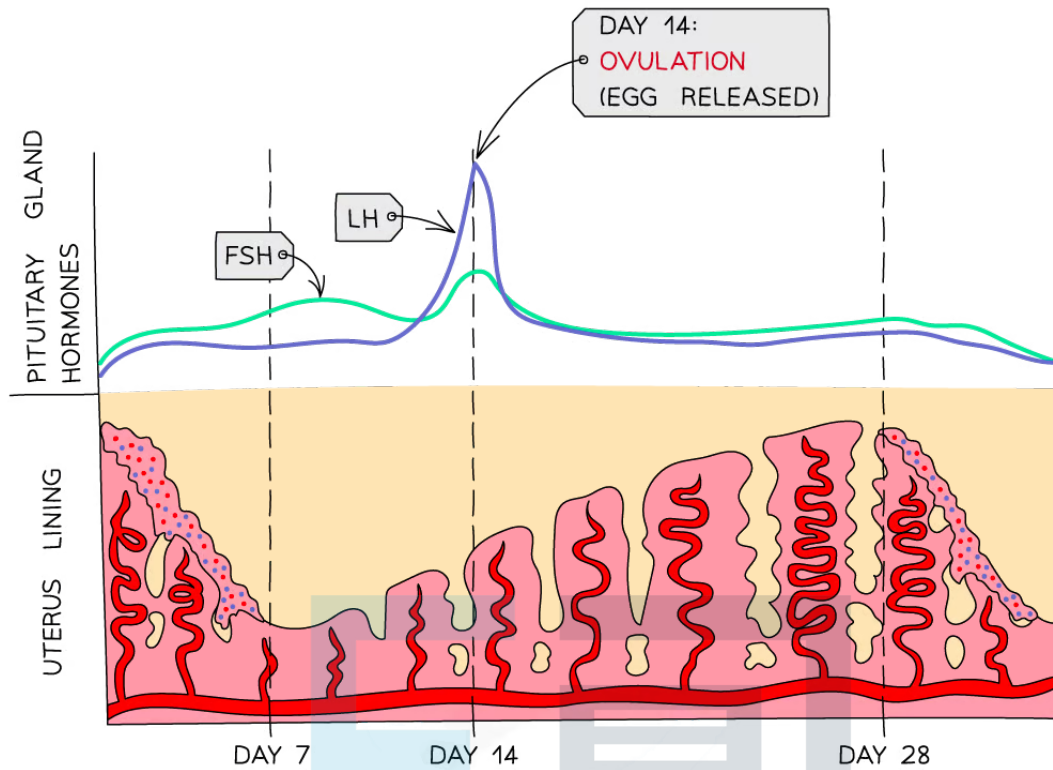 DAY 14:
OVULATION
(EGG RELEASED)
LH
FSH
PITUITARY GLAND
HORMONES
UTERUS LINING
DAY 7
DAY 14
DAY 28